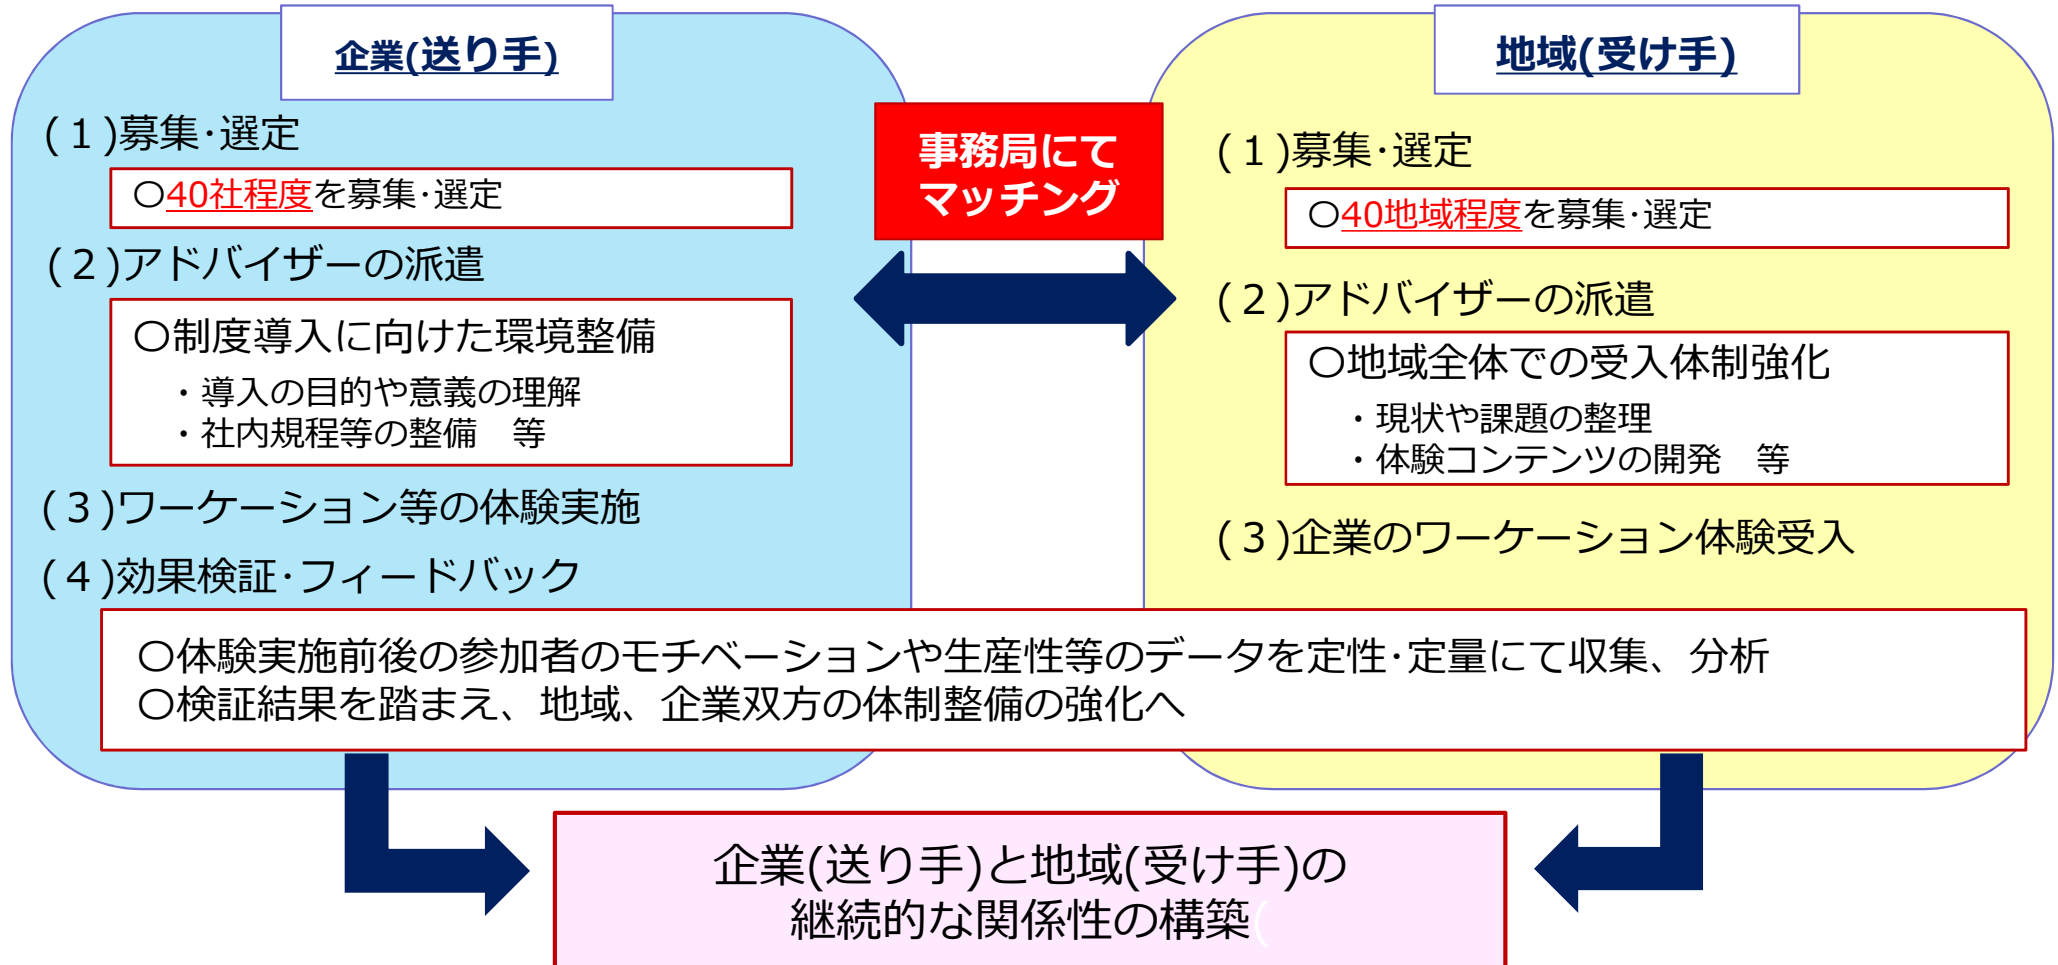 企業(送り手)
(１)募集･選定
〇40社程度を募集･選定
(２)アドバイザーの派遣
〇制度導入に向けた環境整備
・導入の目的や意義の理解
・社内規程等の整備　等
(３)ワーケーション等の体験実施
(４)効果検証･フィードバック
事務局にて
マッチング
地域(受け手)
(１)募集･選定
〇40地域程度を募集･選定
(２)アドバイザーの派遣
〇地域全体での受入体制強化
・現状や課題の整理
・体験コンテンツの開発　等
(３)企業のワーケーション体験受入
〇体験実施前後の参加者のモチベーションや生産性等のデータを定性･定量にて収集、分析
〇検証結果を踏まえ、地域、企業双方の体制整備の強化へ
企業(送り手)と地域(受け手)の
継続的な関係性の構築(